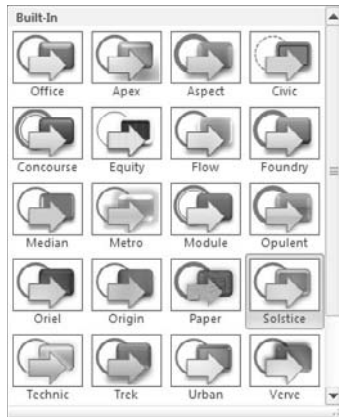 Built-In
Office Apex Aspect Civic
Concourse Equity Flow Foundry
Median Metro Module Opulent
Oriel Origin Paper Solstice
Technic Trek Urban Verve